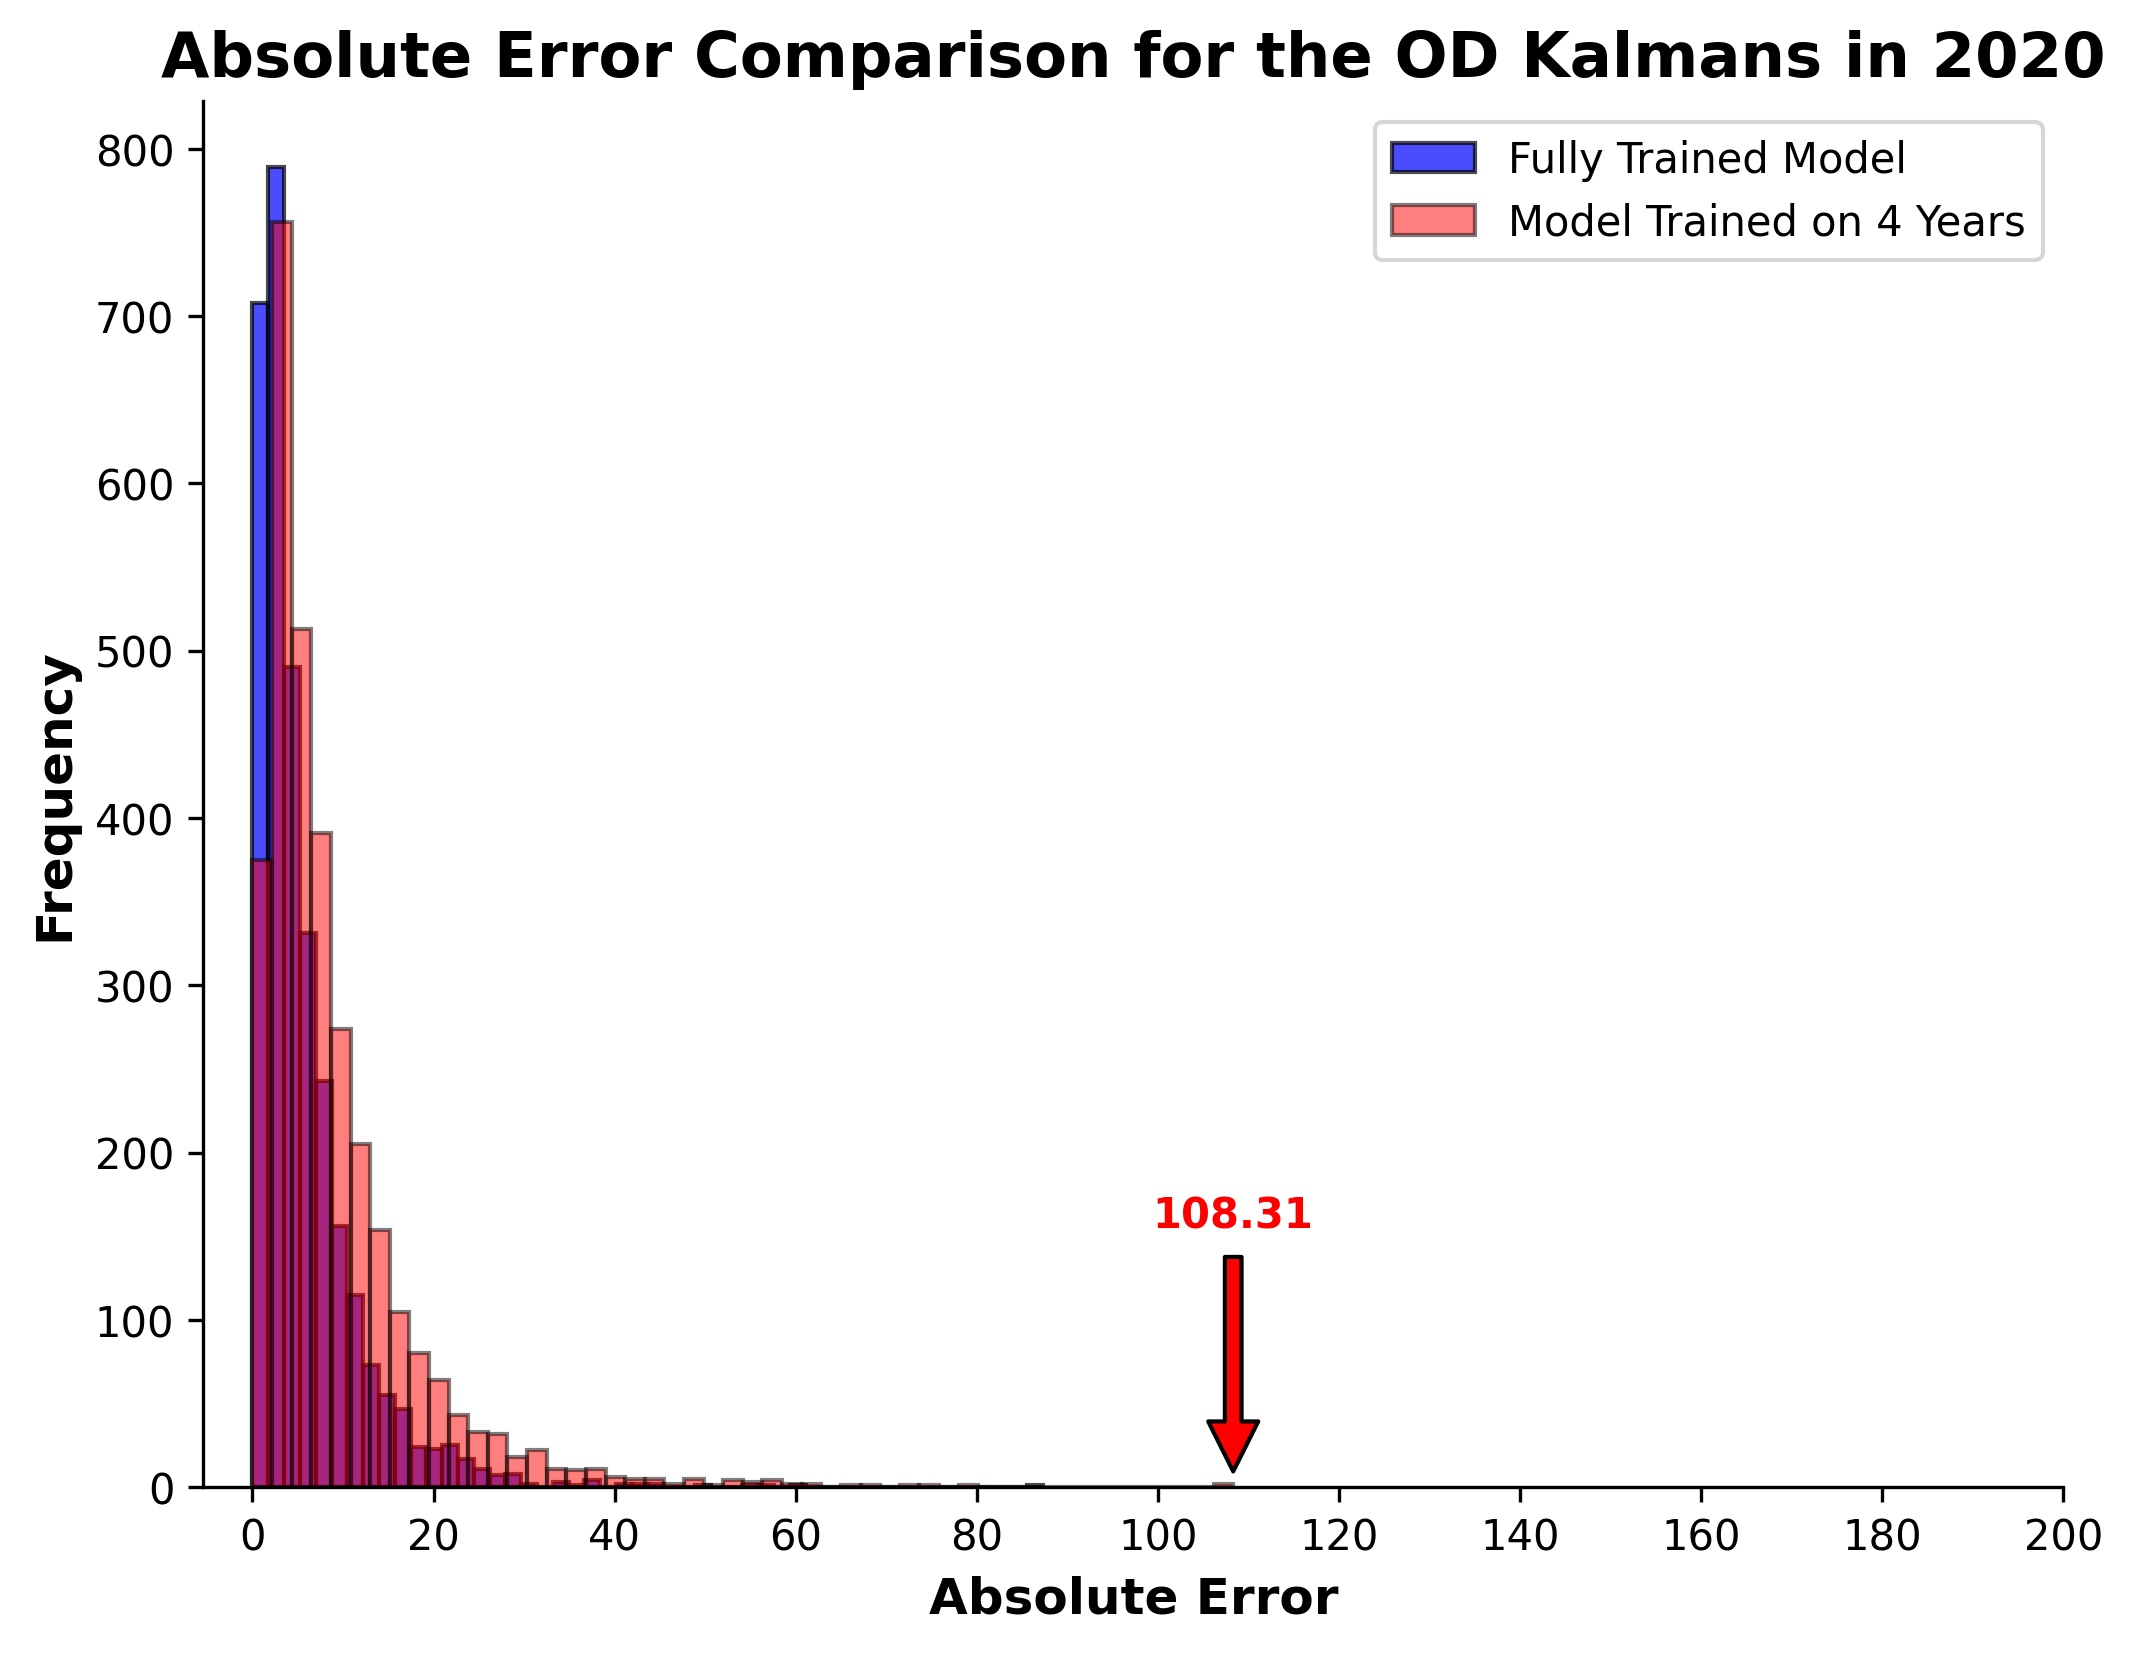 Absolute Error Comparison for the OD Kalmans in 2020
Fully Trained Model
Model Trained on 4 Years
800
700
600
500
400
300
200
100
0
Frequency
108.31
0 20 40 60 80 100 120 140 160 180 200
Absolute Error